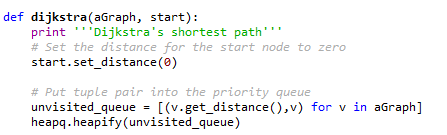 def dijkstra(aGraph, start):
    print '''Dijkstra's shortest path'''
    # Set the distance for the start node to zero
    start.set_distance(0)

    # Put tuple pair into the priority queue
    unvisited_queue = [(v.get_distance(),v) for v in aGraph]
    heapq.heapify(unvisited_queue)